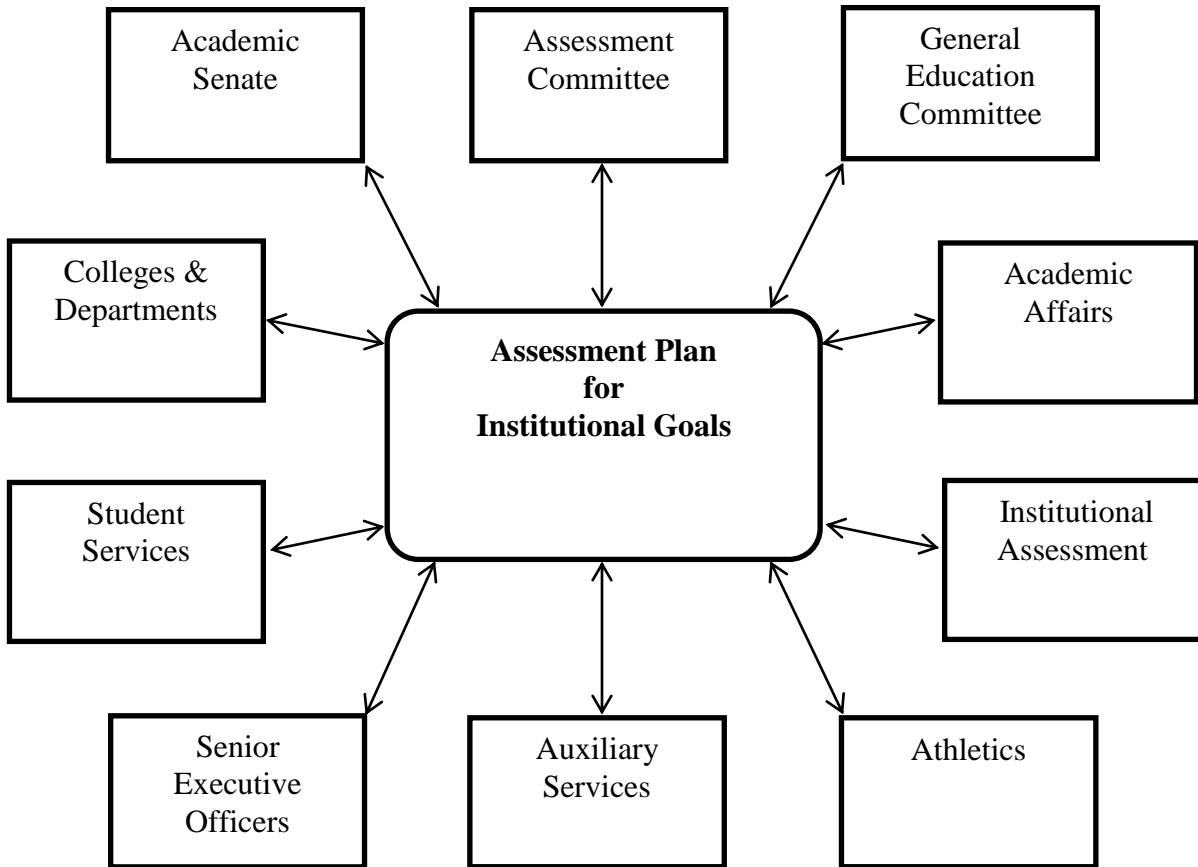 Academic
Senate
Assessment
Committee
General
Education
Committee
Colleges &
Departments
Academic
Affairs
Assessment Plan
for
Institutional Goals
Student
Services
Institutional
Assessment
Senior
Executive
Officers
Auxiliary
Services
Athletics